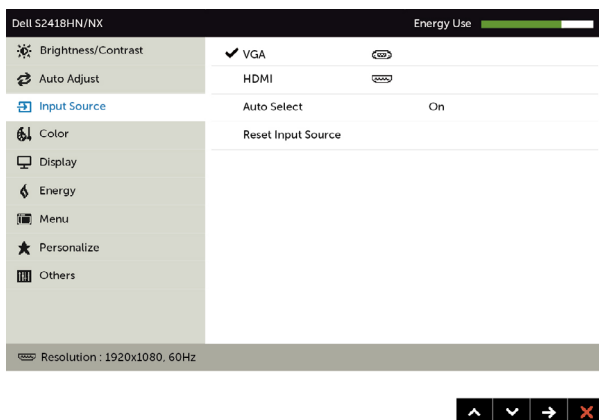 Dell S2418HN/NX Energy Use
Brightness/Contrast
Auto Adjust
Input Source
Color
Display
Energy
Menu
Personalize
Others
VGA
HDMI
Auto Select On
Reset Input Source
Resolution : 1920x1080, 60Hz